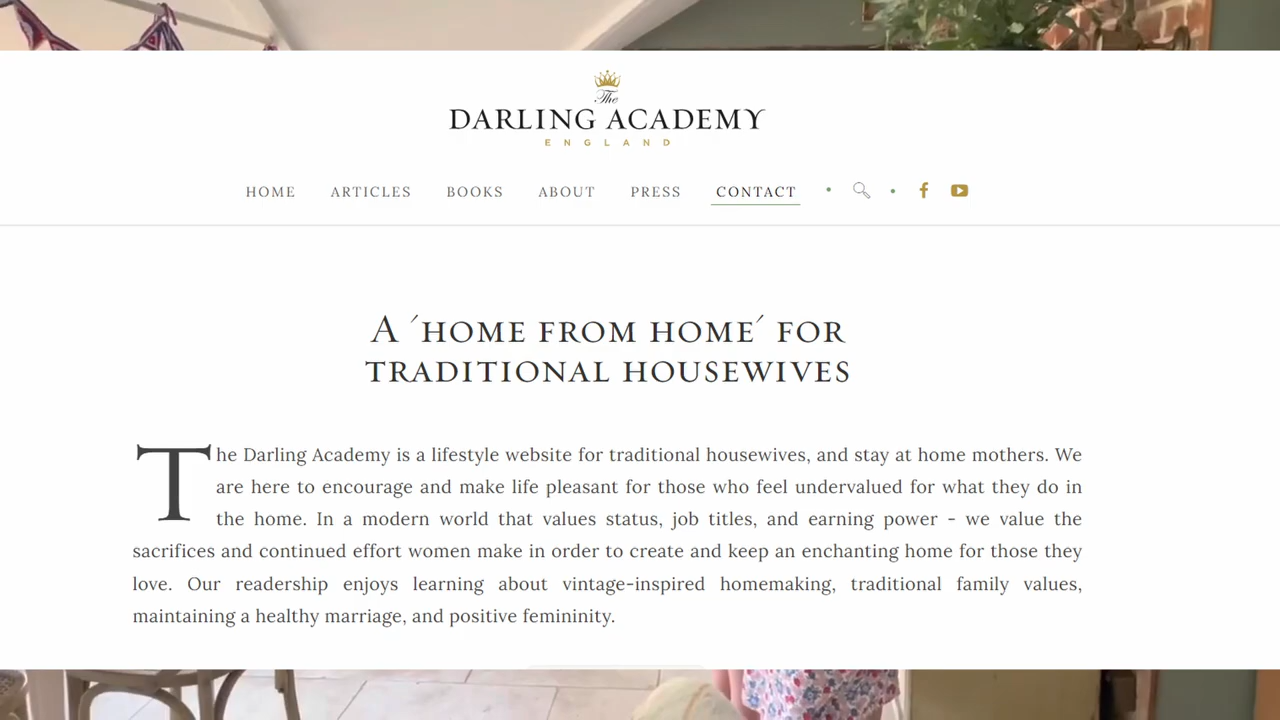 The
DARLING ACADEMY
ENGLAND
HOME ARTICLES BOOKS ABOUT PRESS CONTACT
A ´HOME FROM HOME´ FOR
TRADITIONAL HOUSEWIVES
The Darling Academy is a lifestyle website for traditional housewives, and stay at home mothers. We
are here to encourage and make life pleasant for those who feel undervalued for what they do in
the home. In a modern world that values status, job titles, and earning power - we value the
sacrifices and continued effort women make in order to create and keep an enchanting home for those they
love. Our readership enjoys learning about vintage-inspired homemaking, traditional family values,
maintaining a healthy marriage, and positive femininity.